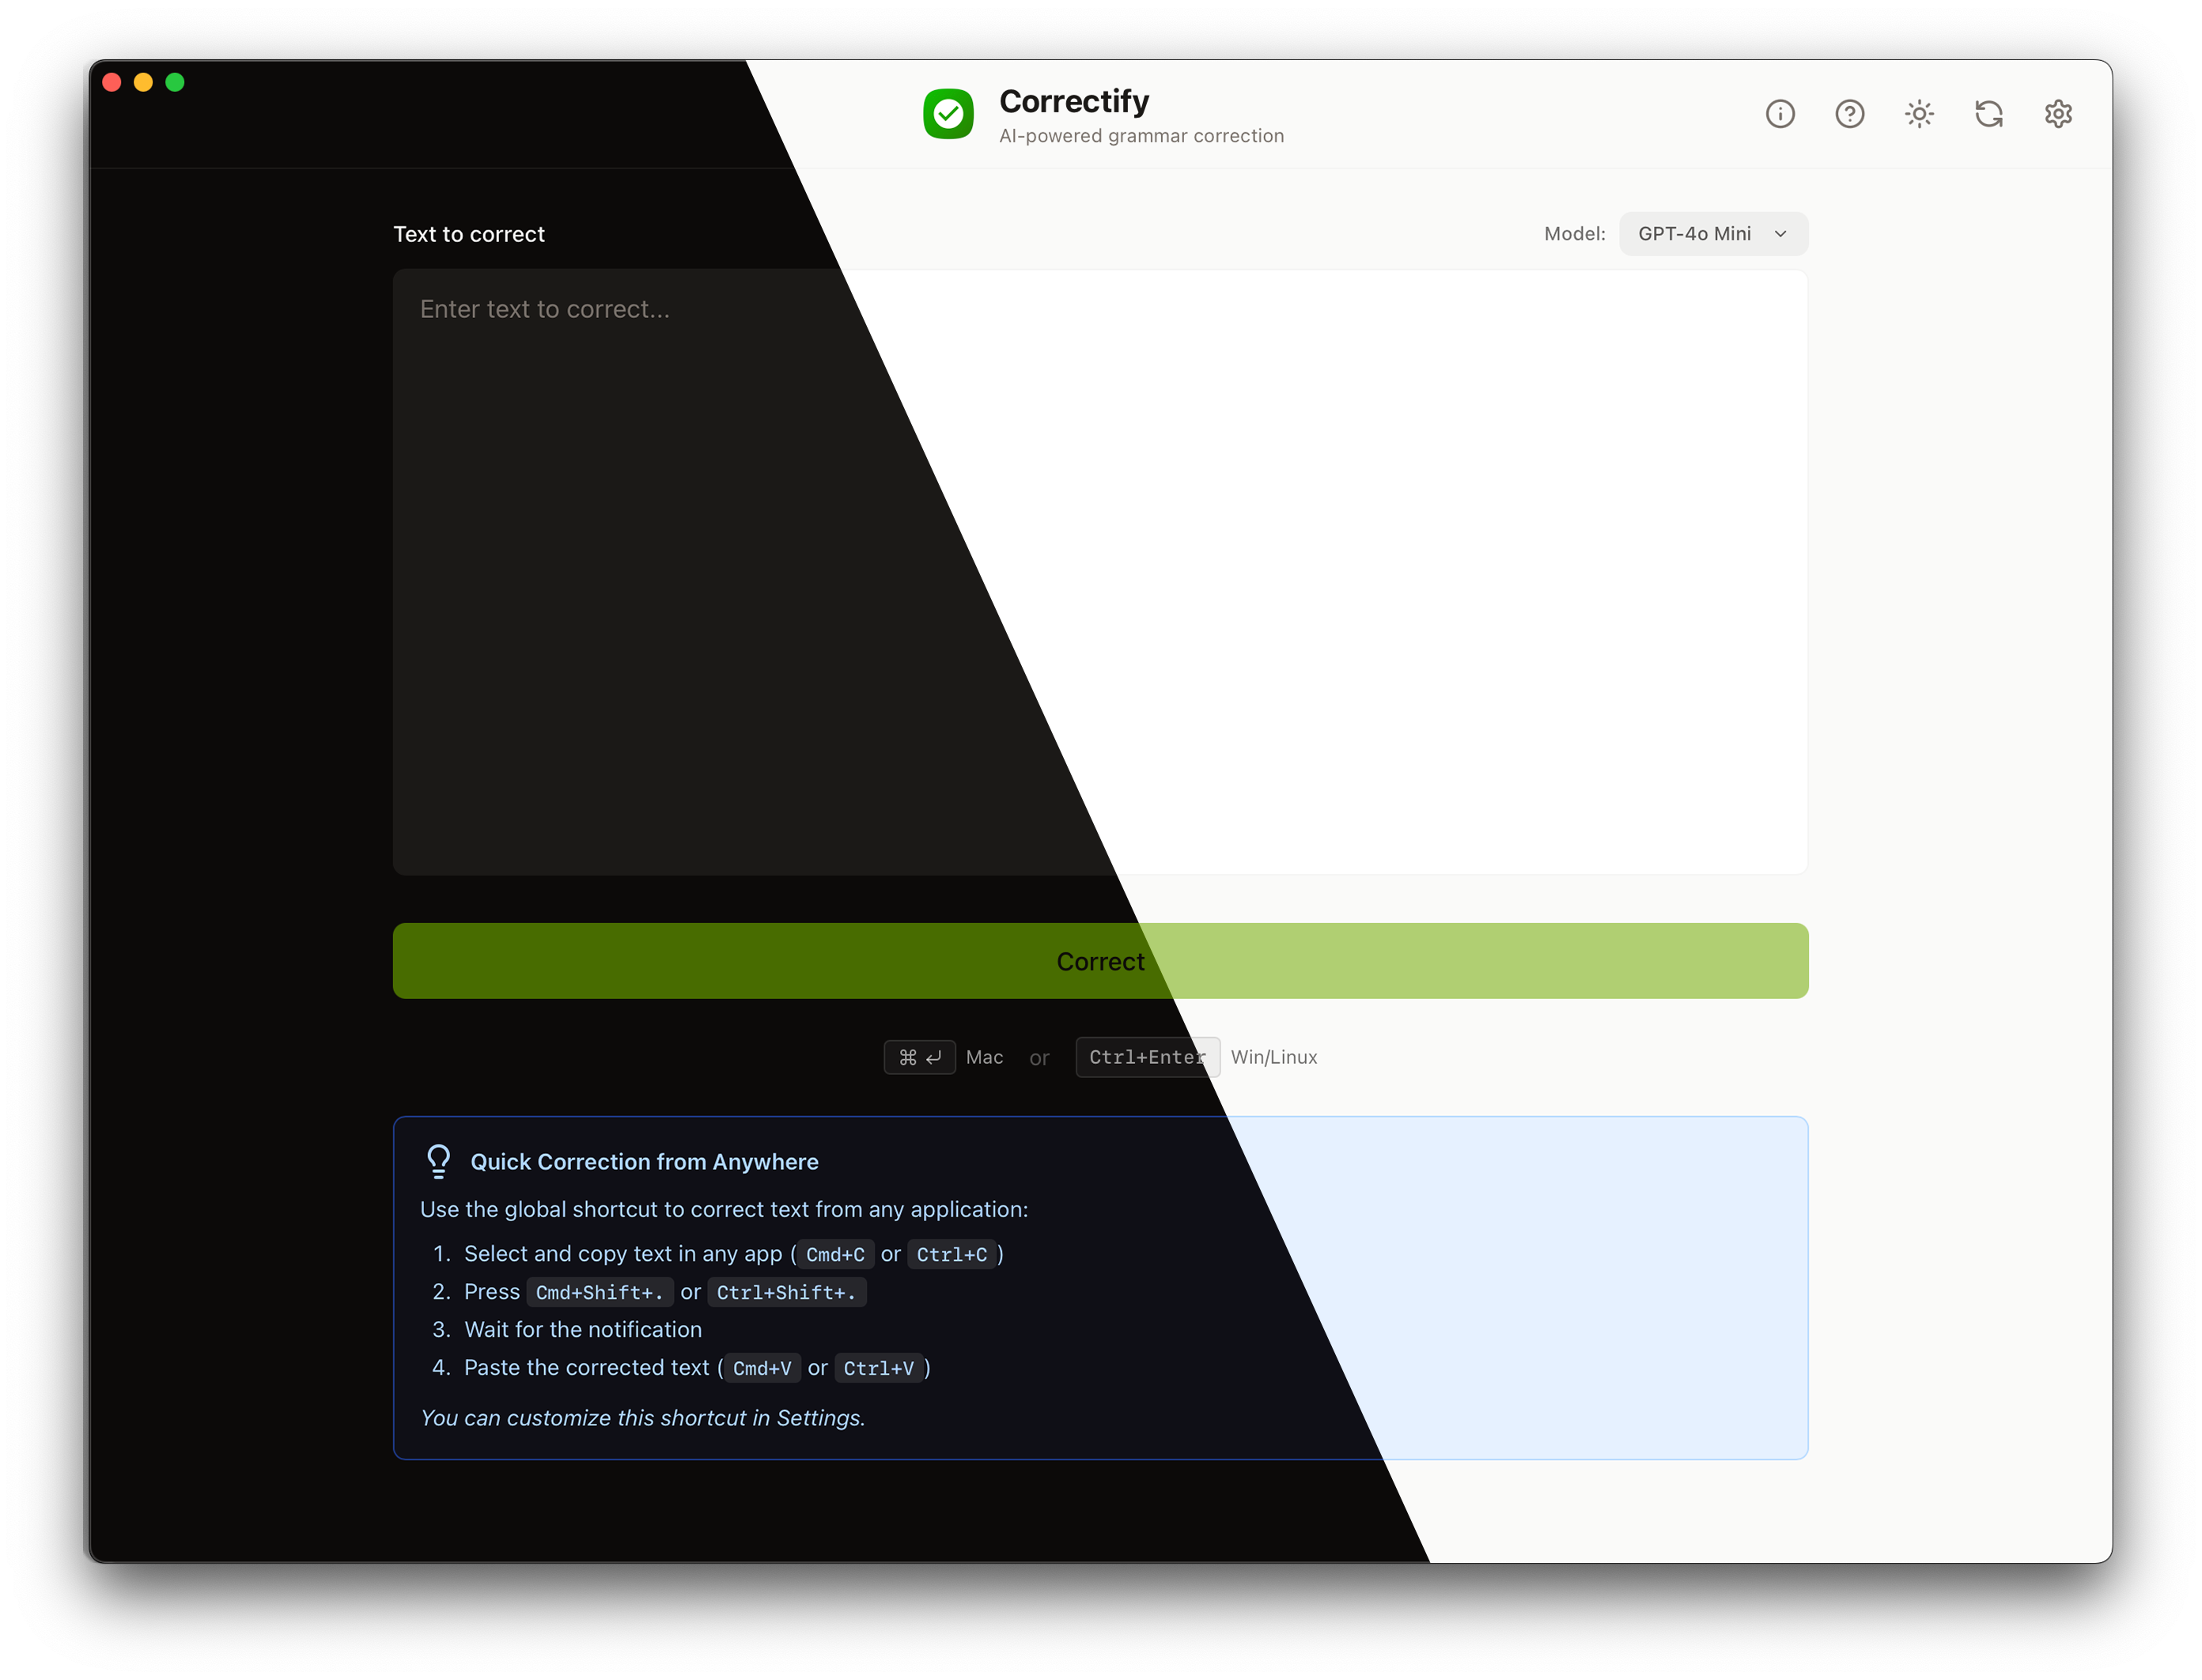 Correctify
AI-powered grammar correction
Text to correct
Model: GPT-4o Mini
Enter text to correct...
Correct
⌘ ↵ Mac or Ctrl+Enter Win/Linux
Quick Correction from Anywhere
Use the global shortcut to correct text from any application:
1. Select and copy text in any app (Cmd+C or Ctrl+C)
2. Press Cmd+Shift+. or Ctrl+Shift+.
3. Wait for the notification
4. Paste the corrected text (Cmd+V or Ctrl+V)
You can customize this shortcut in Settings.